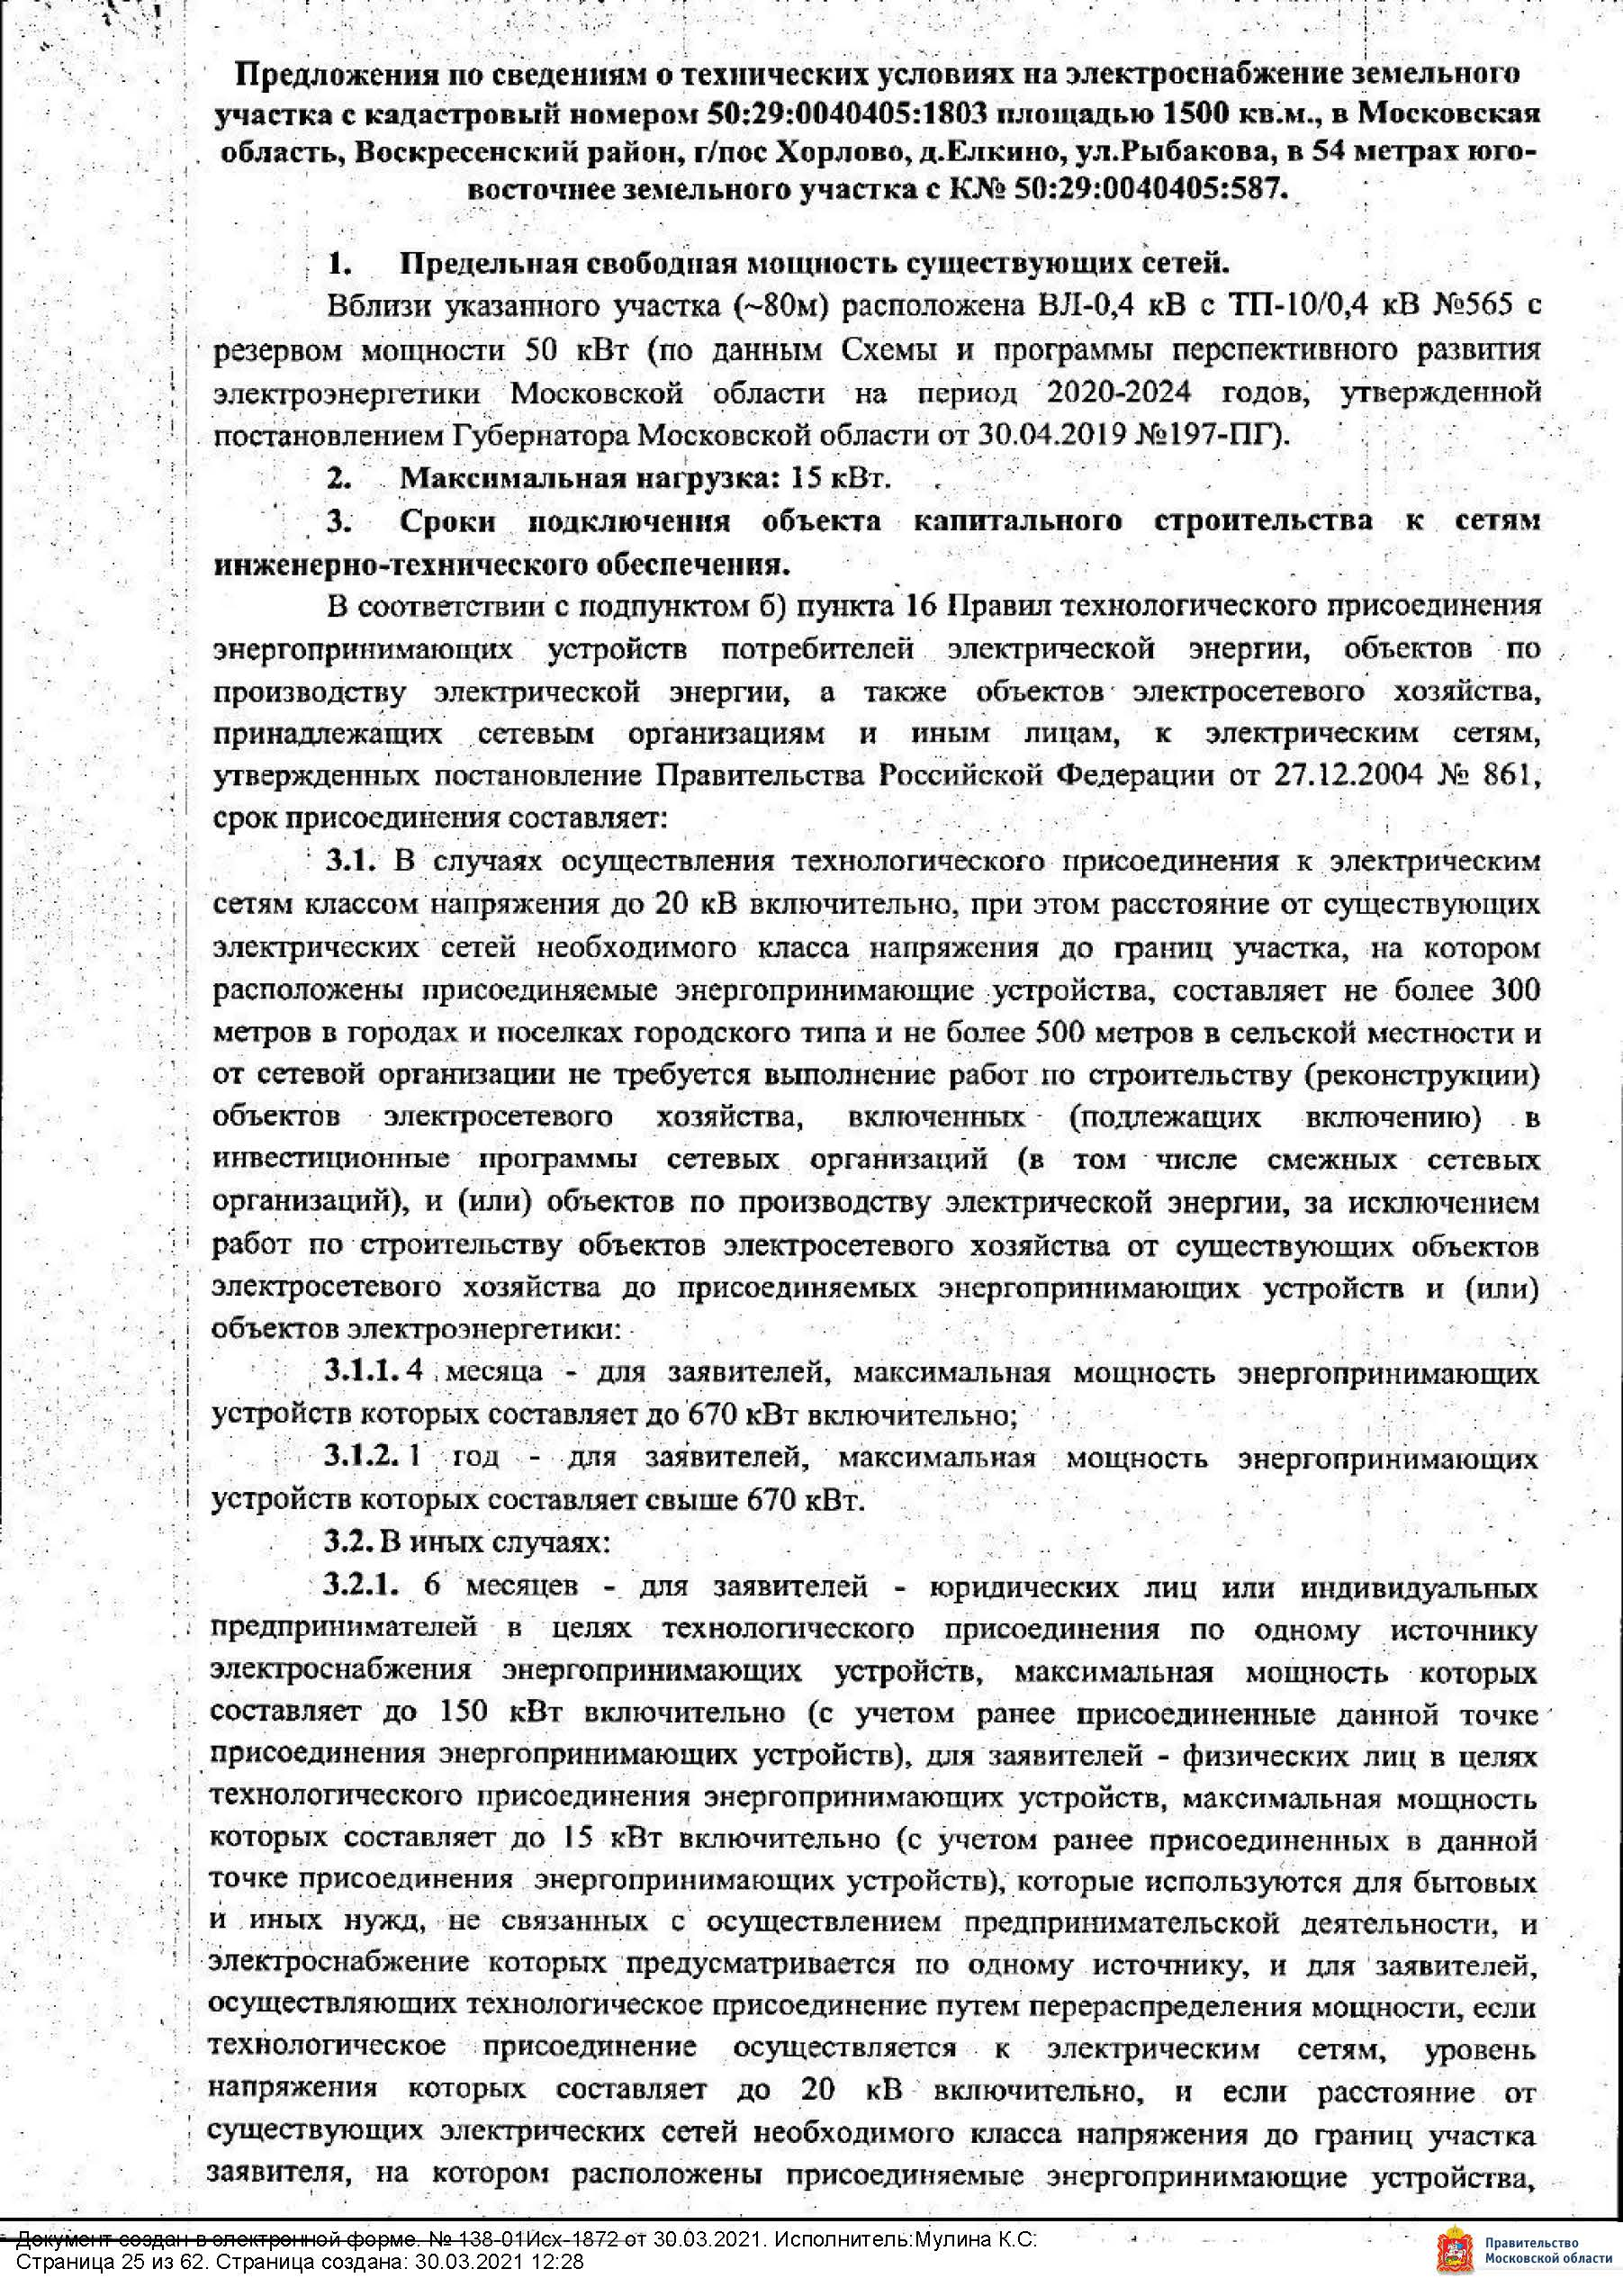 Предложения по сведениям о технических условиях на электроснабжение земельного
участка с кадастровый номером 50:29:0040405:1803 площадью 1500 кв.м., в Московская
область, Воскресенский район, г/пос Хорлово, д.Елкино, ул.Рыбакова, в 54 метрах юго-
восточнее земельного участка с К№ 50:29:0040405:587.
1. Предельная свободная мощность существующих сетей.
Вблизи указанного участка (~80м) расположена ВЛ-0,4 кВ с ТП-10/0,4 кВ №565 с
резервом мощности 50 кВт (по данным Схемы и программы перспективного развития
электроэнергетики Московской области на период 2020-2024 годов, утвержденной
постановлением Губернатора Московской области от 30.04.2019 №197-ПГ).
2. Максимальная нагрузка: 15 кВт.
3. Сроки подключения объекта капитального строительства к сетям
инженерно-технического обеспечения.
В соответствии с подпунктом б) пункта 16 Правил технологического присоединения
энергопринимающих устройств потребителей электрической энергии, объектов по
производству электрической энергии, а также объектов электросетевого хозяйства,
принадлежащих сетевым организациям и иным лицам, к электрическим сетям,
утвержденных постановление Правительства Российской Федерации от 27.12.2004 № 861,
срок присоединения составляет:
3.1. В случаях осуществления технологического присоединения к электрическим
сетям классом напряжения до 20 кВ включительно, при этом расстояние от существующих
электрических сетей необходимого класса напряжения до границ участка, на котором
расположены присоединяемые энергопринимающие устройства, составляет не более 300
метров в городах и поселках городского типа и не более 500 метров в сельской местности и
от сетевой организации не требуется выполнение работ по строительству (реконструкции)
объектов электросетевого хозяйства, включенных (подлежащих включению) в
инвестиционные программы сетевых организаций (в том числе смежных сетевых
организаций), и (или) объектов по производству электрической энергии, за исключением
работ по строительству объектов электросетевого хозяйства от существующих объектов
электросетевого хозяйства до присоединяемых энергопринимающих устройств и (или)
объектов электроэнергетики:
3.1.1. 4 месяца - для заявителей, максимальная мощность энергопринимающих
устройств которых составляет до 670 кВт включительно;
3.1.2. 1 год - для заявителей, максимальная мощность энергопринимающих
устройств которых составляет свыше 670 кВт.
3.2. В иных случаях:
3.2.1. 6 месяцев - для заявителей - юридических лиц или индивидуальных
предпринимателей в целях технологического присоединения по одному источнику
электроснабжения энергопринимающих устройств, максимальная мощность которых
составляет до 150 кВт включительно (с учетом ранее присоединенные данной точке
присоединения энергопринимающих устройств), для заявителей - физических лиц в целях
технологического присоединения энергопринимающих устройств, максимальная мощность
которых составляет до 15 кВт включительно (с учетом ранее присоединенных в данной
точке присоединения энергопринимающих устройств), которые используются для бытовых
и иных нужд, не связанных с осуществлением предпринимательской деятельности, и
электроснабжение которых предусматривается по одному источнику, и для заявителей,
осуществляющих технологическое присоединение путем перераспределения мощности, если
технологическое присоединение осуществляется к электрическим сетям, уровень
напряжения которых составляет до 20 кВ включительно, и если расстояние от
существующих электрических сетей необходимого класса напряжения до границ участка
заявителя, на котором расположены присоединяемые энергопринимающие устройства,
Документ создан в электронной форме. № 138-01Исх-1872 от 30.03.2021. Исполнитель:Мулина К.С.
Страница 25 из 62. Страница создана: 30.03.2021 12:28
Правительство
Московской области